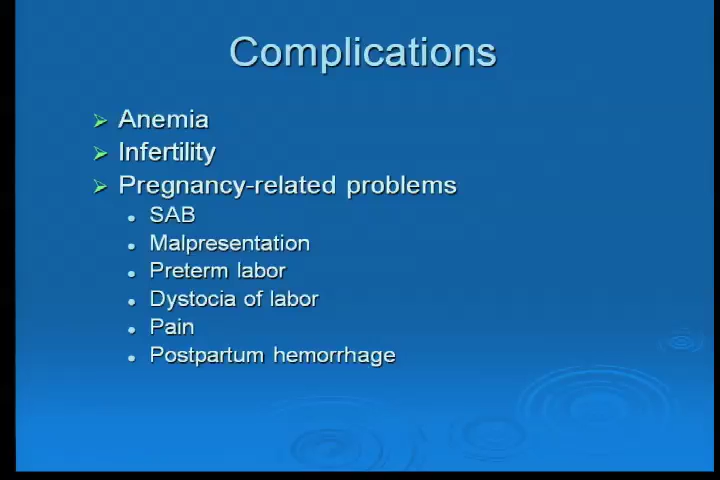 Complications
Anemia
Infertility
Pregnancy-related problems
SAB
Malpresentation
Preterm labor
Dystocia of labor
Pain
Postpartum hemorrhage